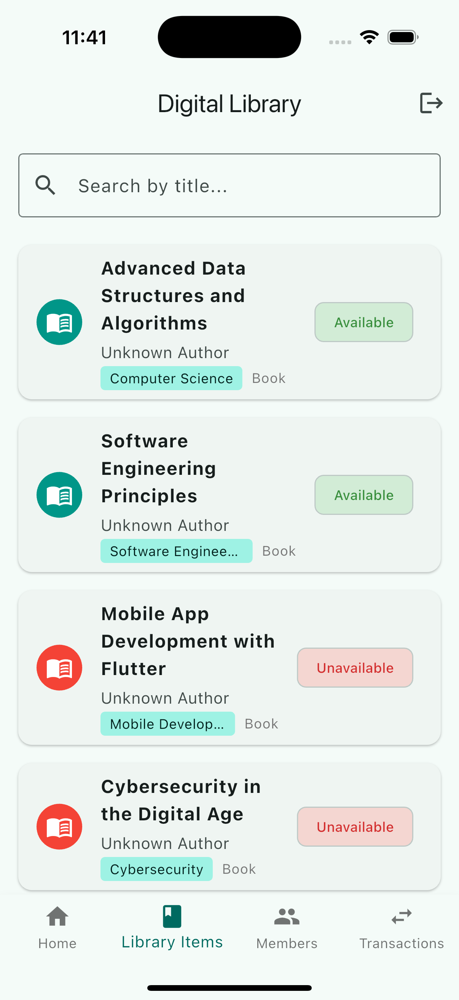 11:41
Digital Library
Search by title...
Advanced Data
Structures and
Algorithms
Available
Unknown Author
Computer Science Book
Software
Engineering
Principles
Available
Unknown Author
Software Enginee... Book
Mobile App
Development with
Flutter
Unavailable
Unknown Author
Mobile Develop... Book
Cybersecurity in
the Digital Age
Unavailable
Unknown Author
Cybersecurity Book
Home Library Items Members Transactions